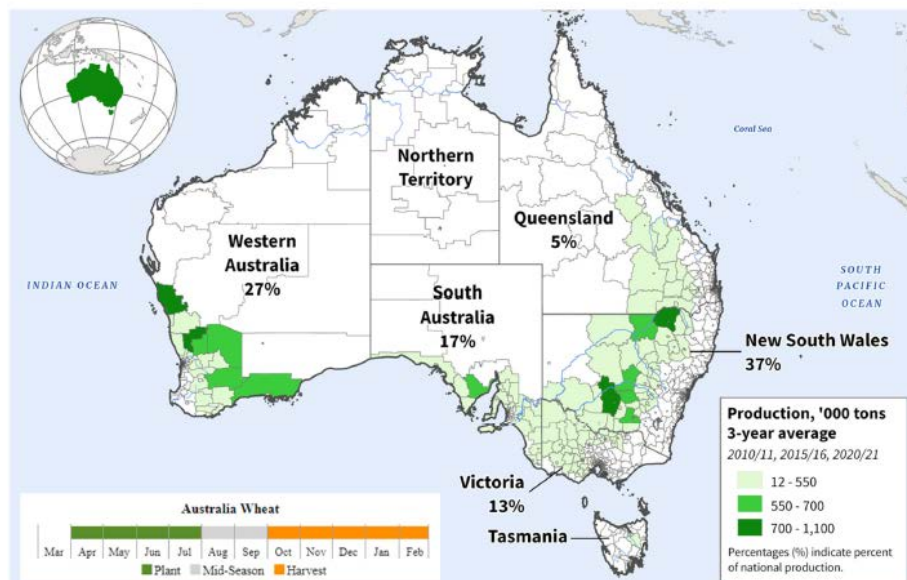 Coral Sea
Northern
Territory
Queensland
5%
Western
Australia
27%
INDIAN OCEAN
South
Australia
17%
SOUTH
PACIFIC
OCEAN
New South Wales
37%
Victoria
13%
Tasmania
Production, '000 tons
3-year average
2010/11, 2015/16, 2020/21
12 - 550
550 - 700
700 - 1,100
Percentages (%) indicate percent
of national production.
Australia Wheat
Mar Apr May Jun Jul Aug Sep Oct Nov Dec Jan Feb
Plant Mid-Season Harvest